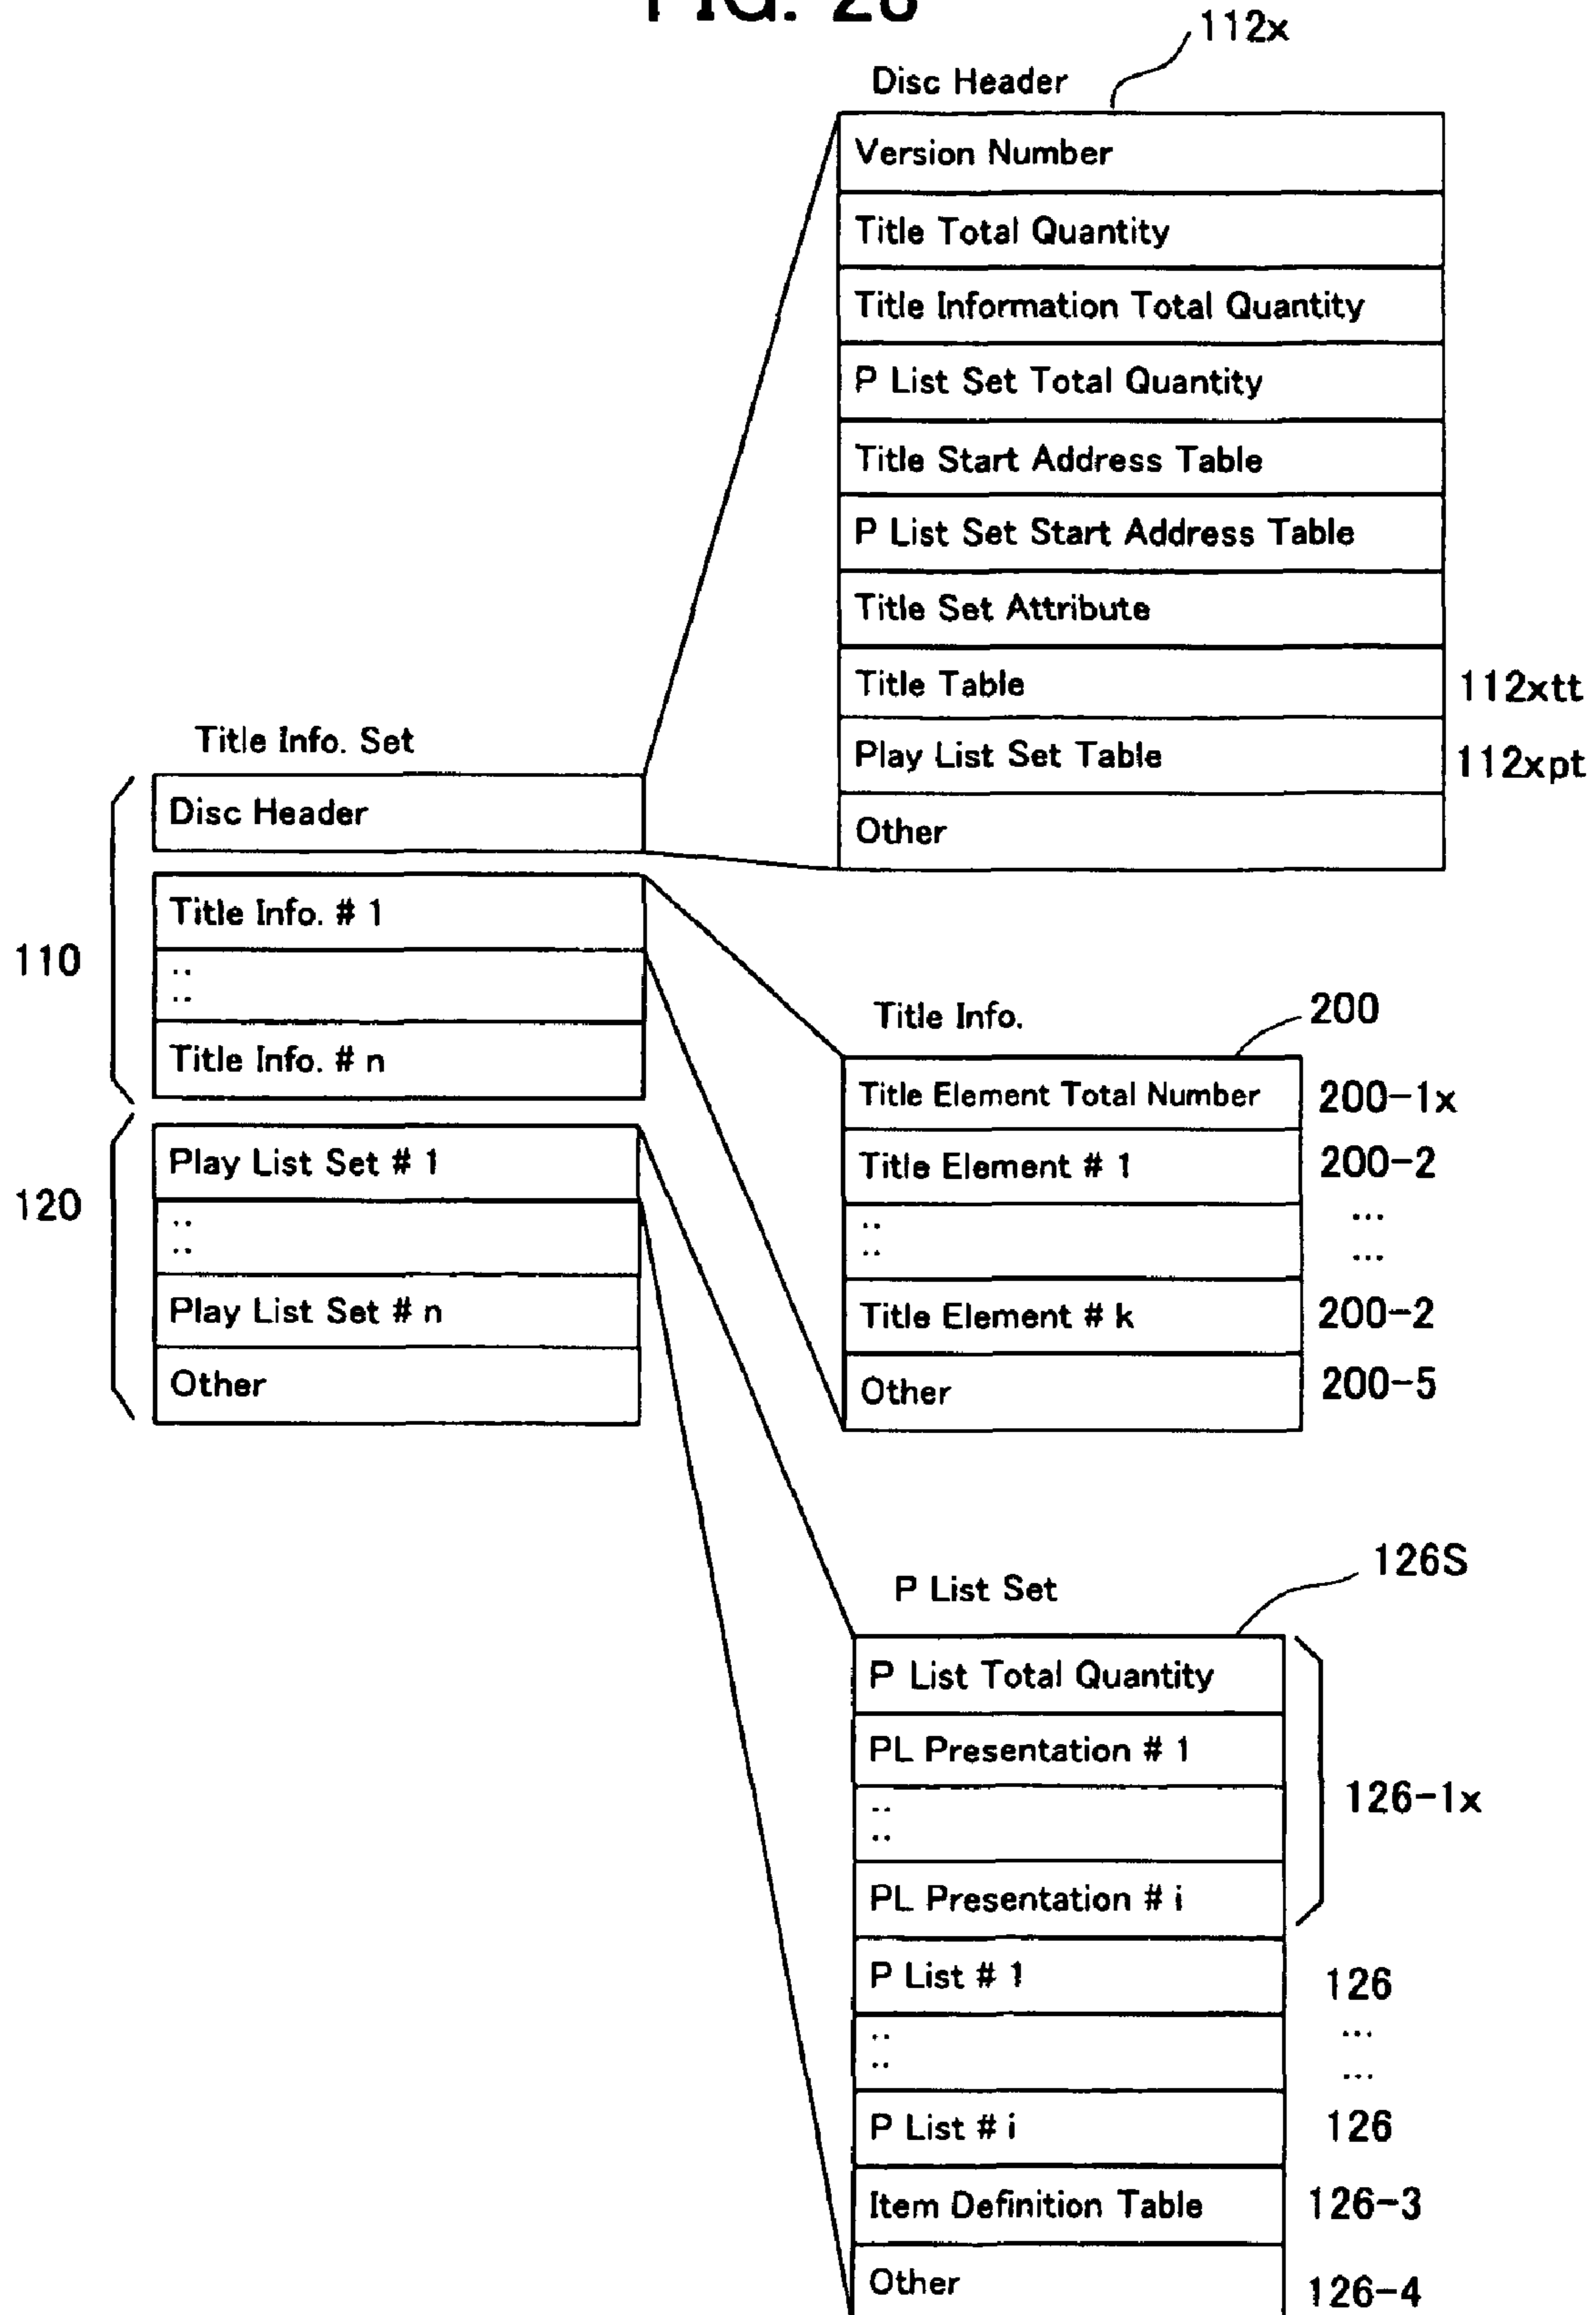 FIG. 28
112x
Disc Header
Version Number
Title Total Quantity
Title Information Total Quantity
P List Set Total Quantity
Title Start Address Table
P List Set Start Address Table
Title Set Attribute
Title Table 112xtt
Play List Set Table 112xpt
Other
Title Info. Set
Disc Header
Title Info. # 1
..
..
Title Info. # n
110
Play List Set # 1
..
..
Play List Set # n
Other
120
Title Info. 200
Title Element Total Number 200-1x
Title Element # 1 200-2
.. ...
.. ...
Title Element # k 200-2
Other 200-5
P List Set 126S
P List Total Quantity
PL Presentation # 1
..
..
PL Presentation # i
126-1x
P List # 1 126
.. ...
.. ...
P List # i 126
Item Definition Table 126-3
Other 126-4